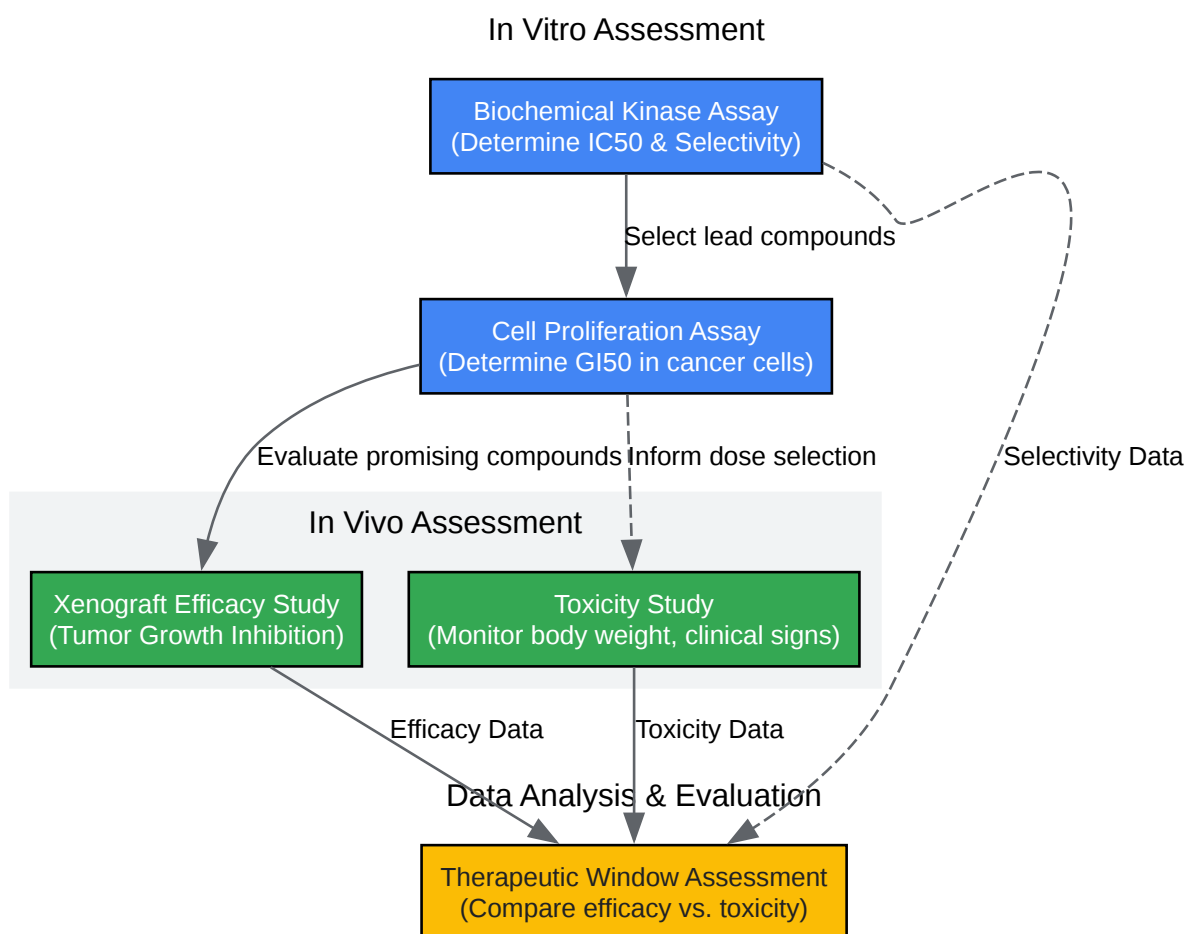 In Vitro Assessment
Biochemical Kinase Assay
(Determine IC50 & Selectivity)
Select lead compounds
Cell Proliferation Assay
(Determine GI50 in cancer cells)
Evaluate promising compounds
Inform dose selection
Selectivity Data
In Vivo Assessment
Xenograft Efficacy Study
(Tumor Growth Inhibition)
Toxicity Study
(Monitor body weight, clinical signs)
Efficacy Data
Toxicity Data
Data Analysis & Evaluation
Therapeutic Window Assessment
(Compare efficacy vs. toxicity)